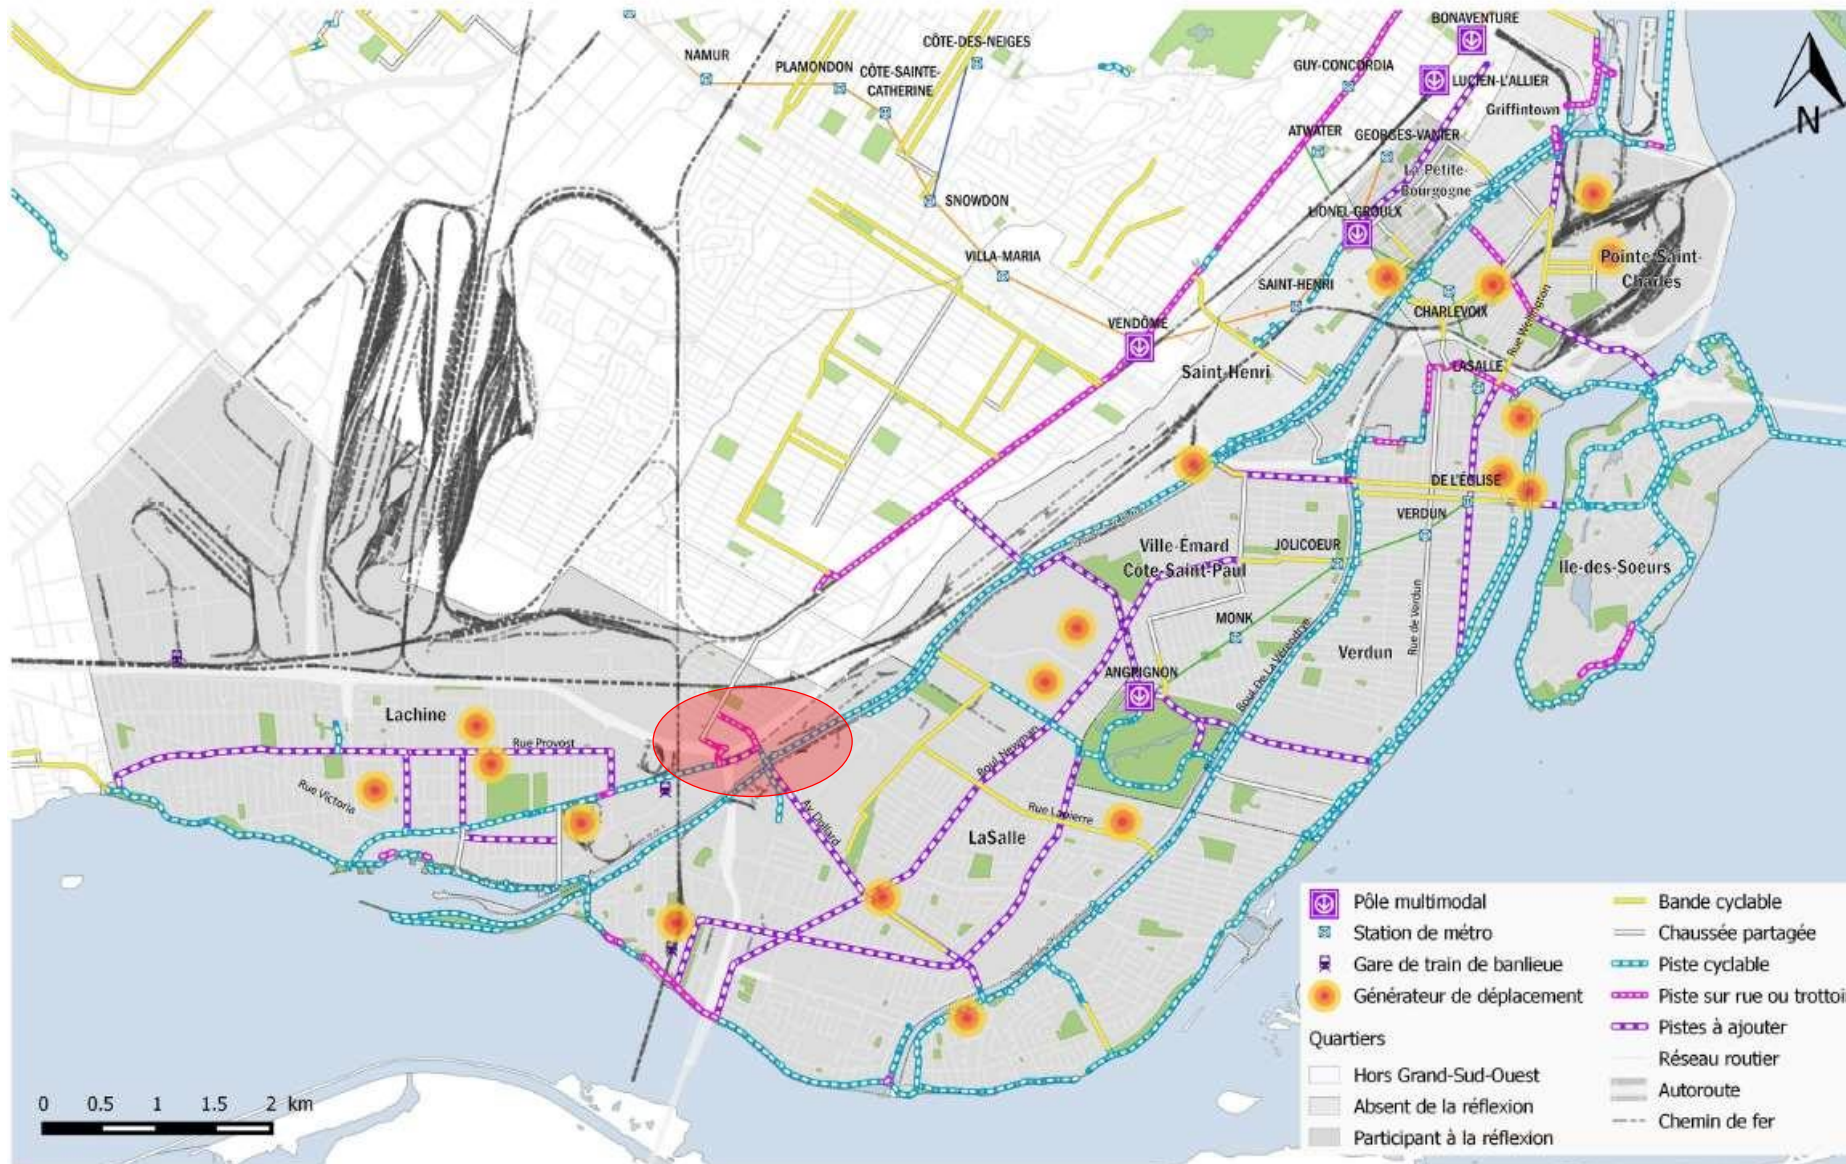 BONAVENTURE
CÔTE-DES-NEIGES
NAMUR
PLAMONDON
CÔTE-SAINTE-
CATHERINE
GUY-CONCORDIA
LUCIEN-L'ALLIER
Griffintown
N
ATWATER
GEORGES-VANIER
La Petite-
Bourgogne
SNOWDON
LIONEL-GROULX
VILLA-MARIA
Pointe-Saint-
Charles
SAINT-HENRI
CHARLEVOIX
VENDÔME
Rue Wellington
Saint-Henri
LASALLE
DE L'ÉGLISE
VERDUN
Ville-Émard
Côte-Saint-Paul
JOLICOEUR
Ile-des-Soeurs
MONK
Rue de Verdun
Boul De La Vérendrye
Verdun
ANGRIGNON
Lachine
Rue Provost
Boul Newman
Rue Victoria
Av Dollard
Rue Lapierre
LaSalle
Pôle multimodal
Station de métro
Gare de train de banlieue
Générateur de déplacement
Quartiers
Hors Grand-Sud-Ouest
Absent de la réflexion
Participant à la réflexion
Bande cyclable
Chaussée partagée
Piste cyclable
Piste sur rue ou trottoi
Pistes à ajouter
Réseau routier
Autoroute
Chemin de fer
0 0.5 1 1.5 2 km